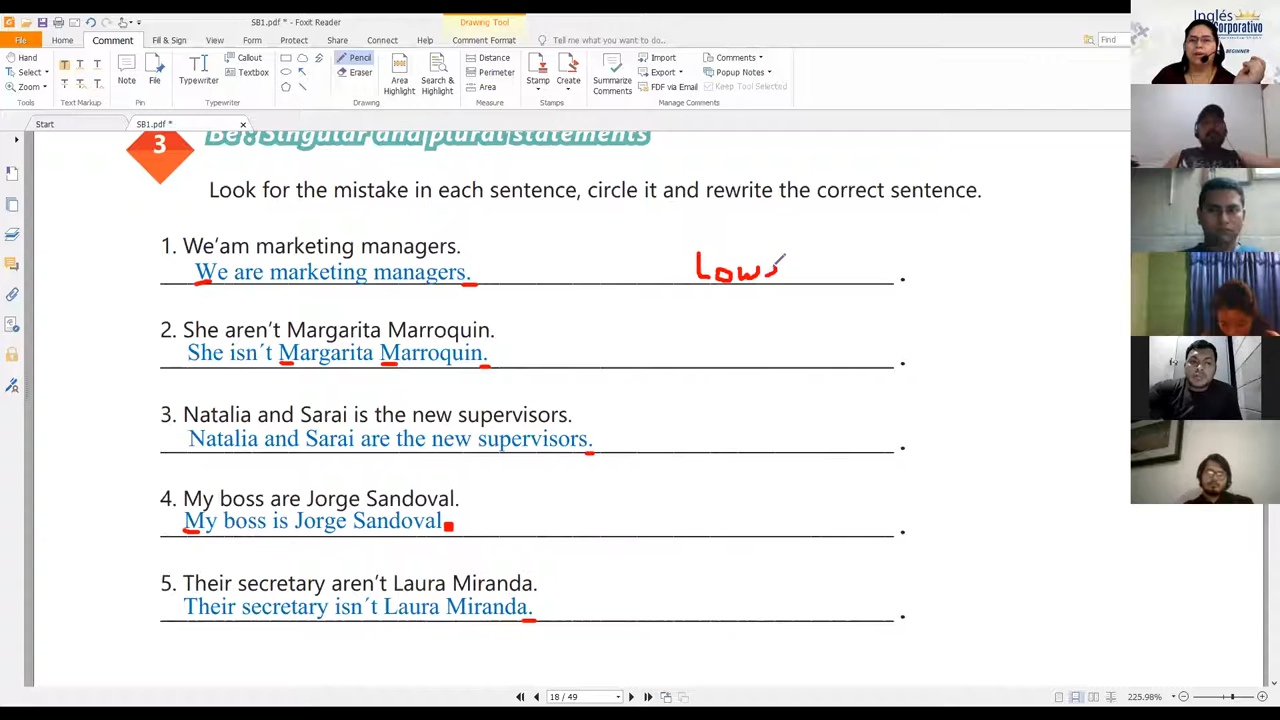 SB1.pdf * - Foxit Reader
Drawing Tool
File Home Comment Fill & Sign View Form Protect Share Connect Help Comment Format Tell me what you want to do... Find
Hand Select Zoom Tools
T T T Text Markup
Note File Pin
Typewriter Callout Textbox Typewriter
Pencil Eraser Drawing
Area Highlight Search & Highlight
Distance Perimeter Area Measure
Stamp Create Stamps
Summarize Comments Import Export FDF via Email Comments Popup Notes Keep Tool Selected Manage Comments
Start SB1.pdf *
Inglés
Corporativo
BEGINNER
3 Be: Singular and plural statements
Look for the mistake in each sentence, circle it and rewrite the correct sentence.
1. We'am marketing managers.
We are marketing managers. Lows
.
2. She aren't Margarita Marroquin.
She isn´t Margarita Marroquin.
.
3. Natalia and Sarai is the new supervisors.
Natalia and Sarai are the new supervisors.
.
4. My boss are Jorge Sandoval.
My boss is Jorge Sandoval.
.
5. Their secretary aren't Laura Miranda.
Their secretary isn´t Laura Miranda.
.
18 / 49
225.98%